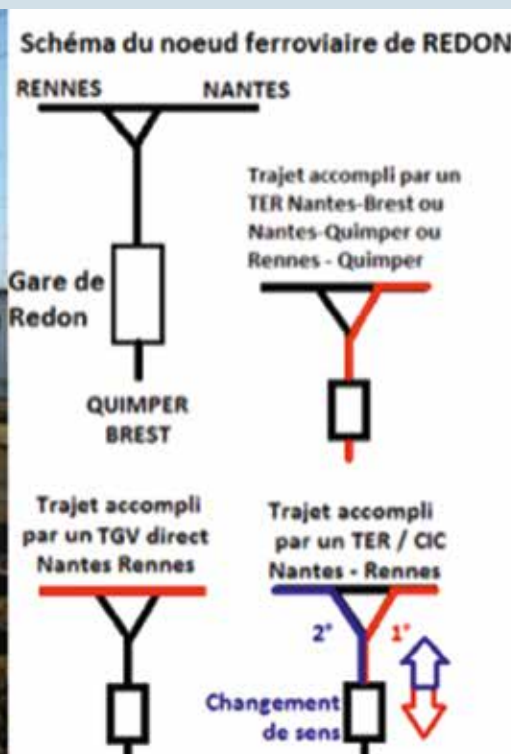 Schéma du noeud ferroviaire de REDON
RENNES NANTES
Gare de
Redon
QUIMPER
BREST
Trajet accompli par un
TER Nantes-Brest ou
Nantes-Quimper ou
Rennes - Quimper
Trajet accompli
par un TGV direct
Nantes Rennes
Trajet accompli
par un TER / CIC
Nantes - Rennes
2° 1°
Changement
de sens